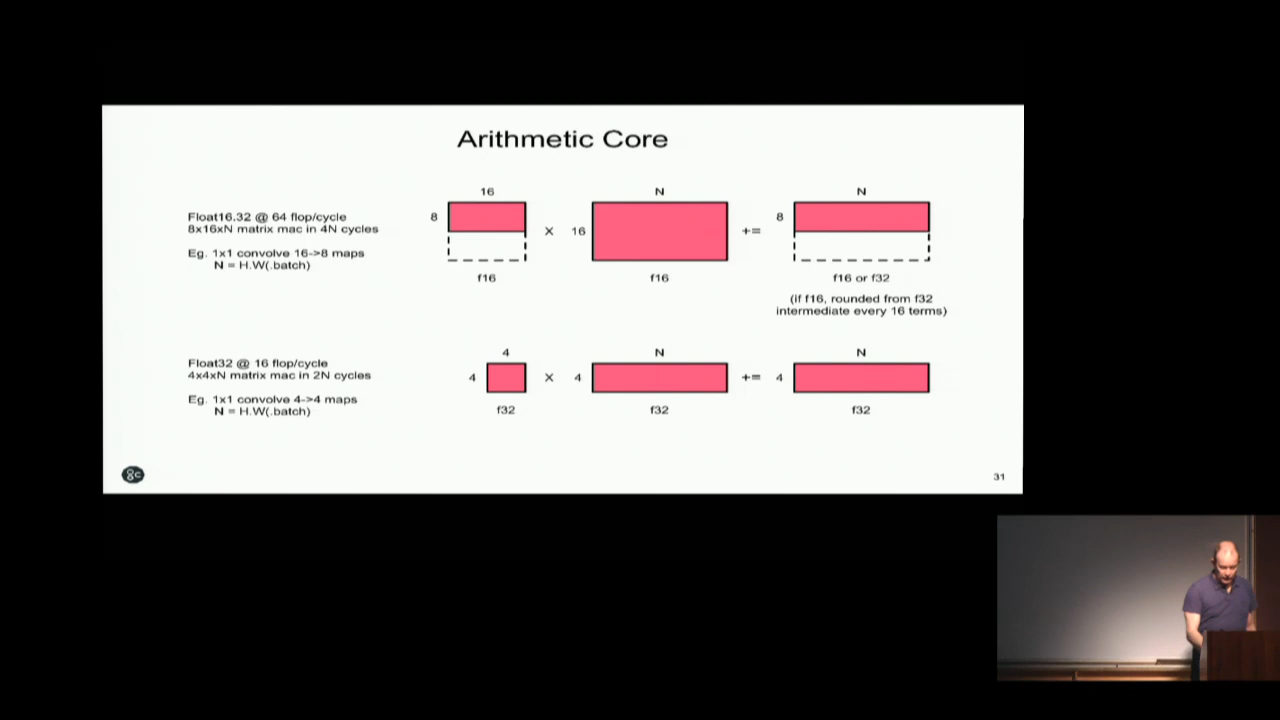 Arithmetic Core
Float16.32 @ 64 flop/cycle
8x16xN matrix mac in 4N cycles
Eg. 1x1 convolve 16->8 maps
N = H.W(.batch)
16
8
f16
x
N
16
f16
+=
N
8
f16 or f32
(if f16, rounded from f32
intermediate every 16 terms)
Float32 @ 16 flop/cycle
4x4xN matrix mac in 2N cycles
Eg. 1x1 convolve 4->4 maps
N = H.W(.batch)
4
4
f32
x
N
4
f32
+=
N
4
f32
gc
31